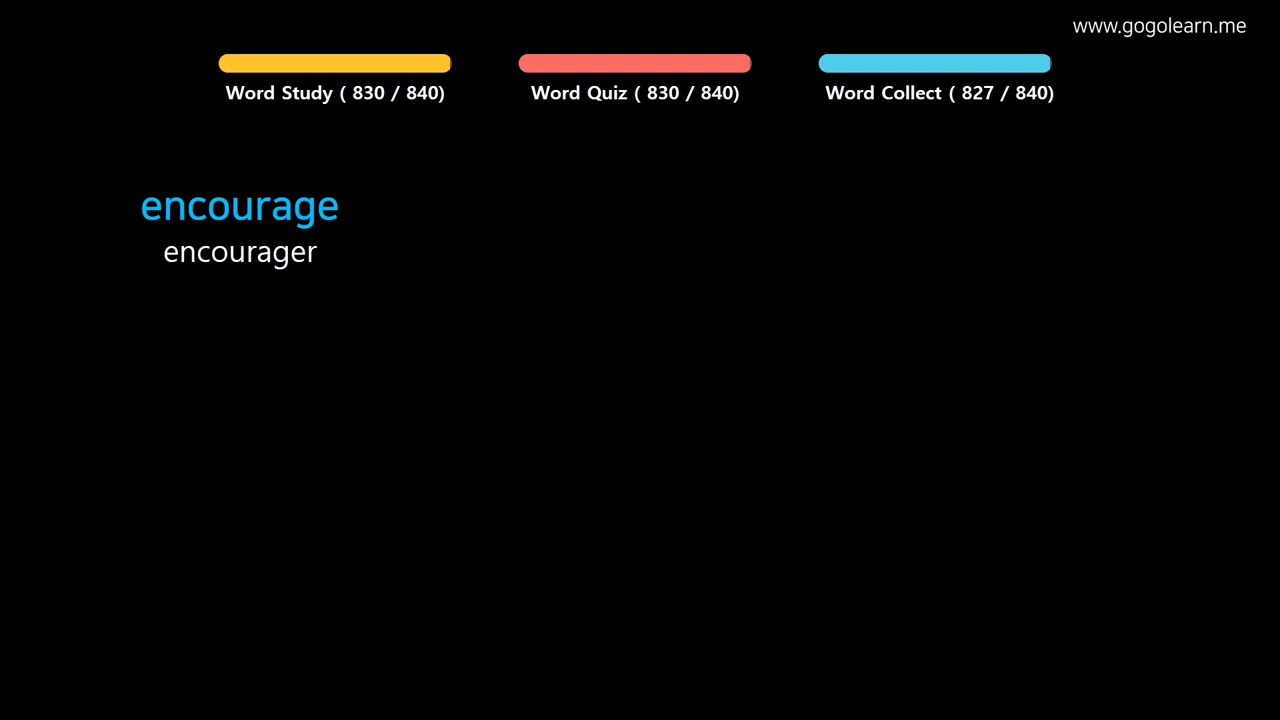 www.gogolearn.me
Word Study ( 830 / 840)
Word Quiz ( 830 / 840)
Word Collect ( 827 / 840)
encourage
encourager